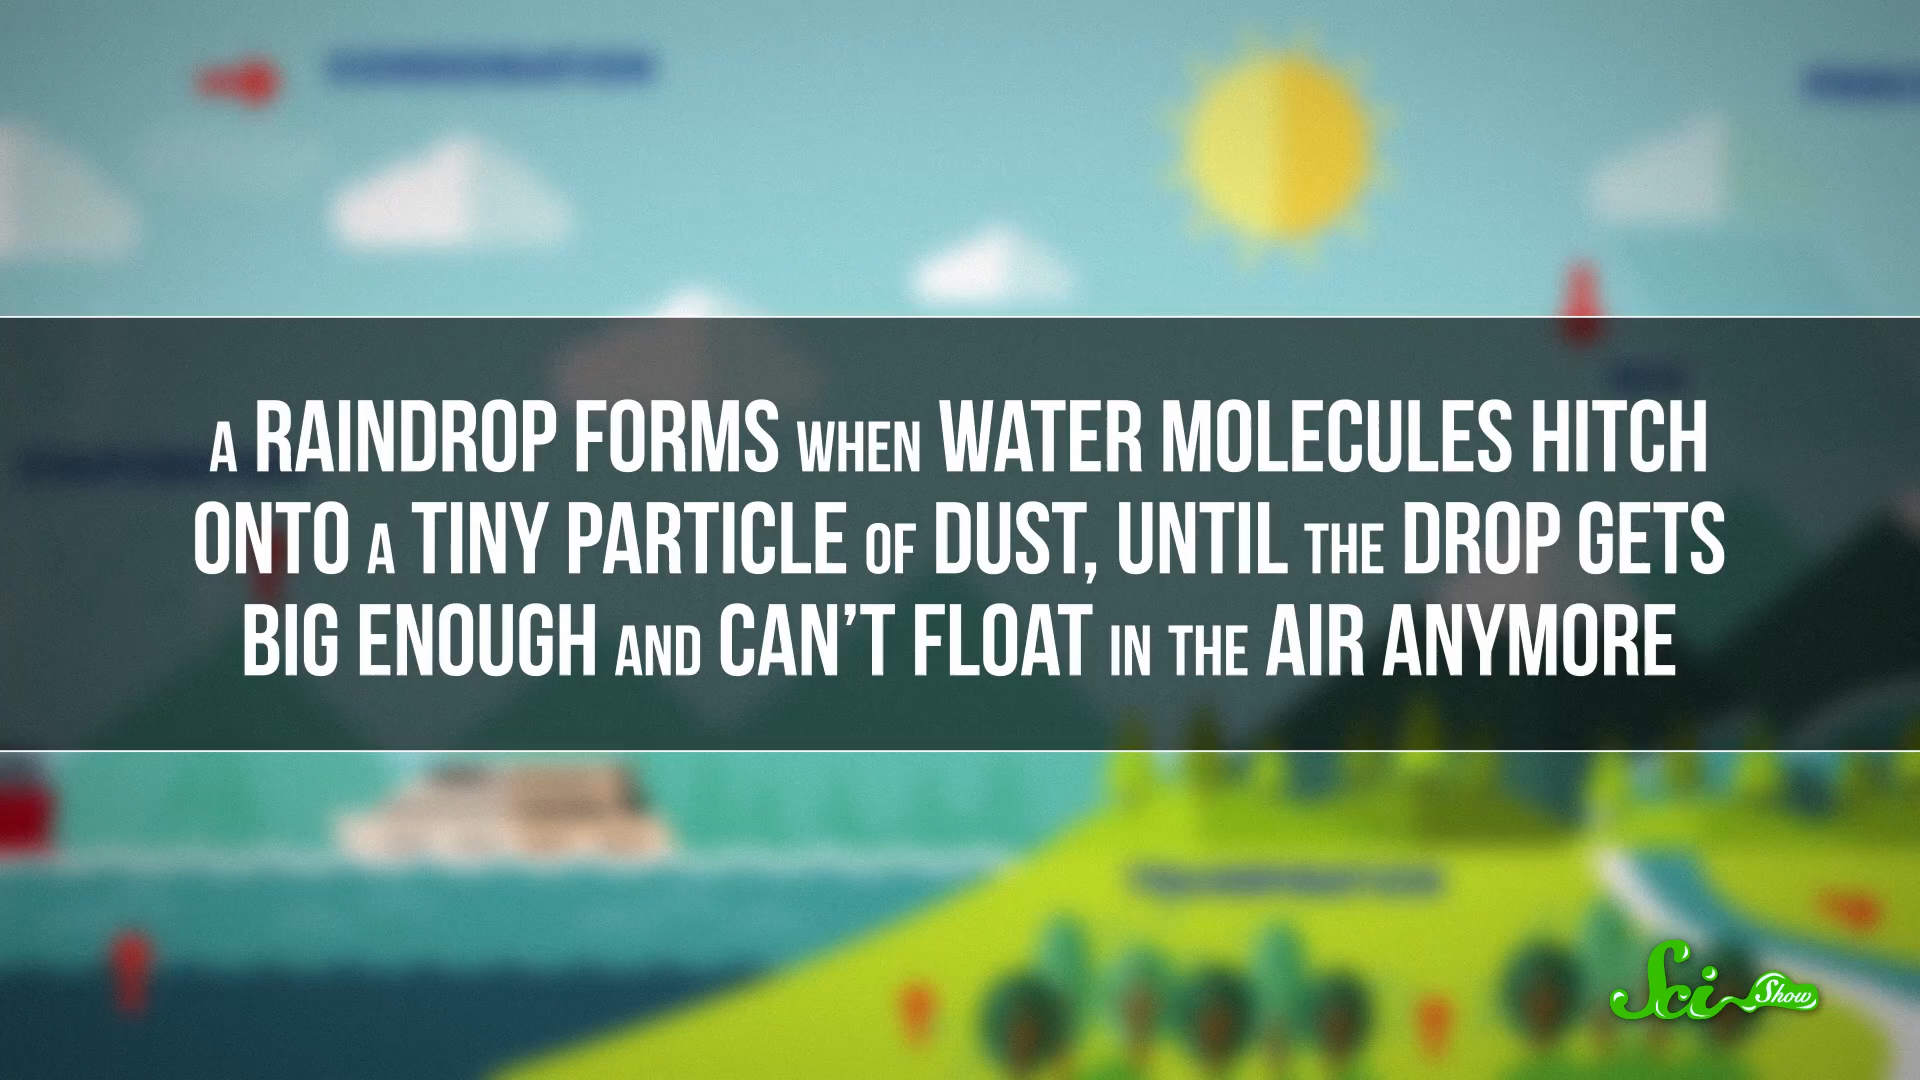 A RAINDROP FORMS WHEN WATER MOLECULES HITCH
ONTO A TINY PARTICLE OF DUST, UNTIL THE DROP GETS
BIG ENOUGH AND CAN'T FLOAT IN THE AIR ANYMORE
SciShow